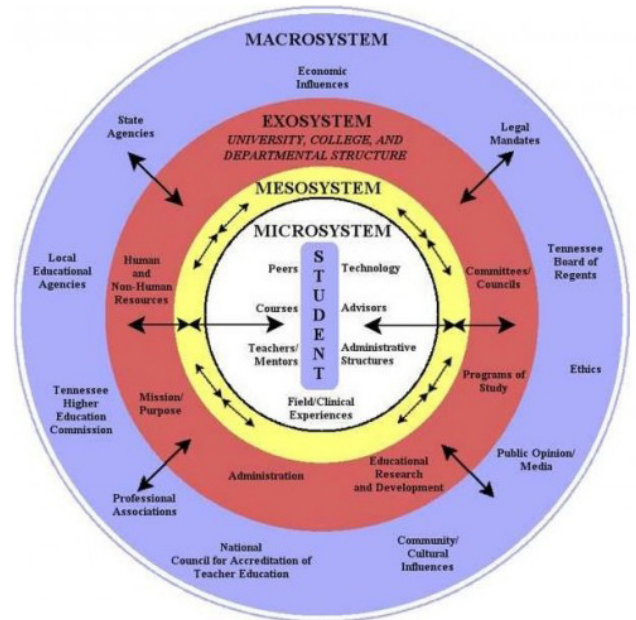 MACROSYSTEM
Economic
Influences
State
Agencies
Legal
Mandates
EXOSYSTEM
UNIVERSITY, COLLEGE, AND
DEPARTMENTAL STRUCTURE
MESOSYSTEM
MICROSYSTEM
STUDENT
Peers
Technology
Courses
Advisors
Teachers/
Mentors
Administrative
Structures
Field/Clinical
Experiences
Local
Educational
Agencies
Human
and
Non-Human
Resources
Committees/
Councils
Tennessee
Board of
Regents
Tennessee
Higher
Education
Commission
Mission/
Purpose
Programs of
Study
Ethics
Administration
Educational
Research
and Development
Public Opinion/
Media
Professional
Associations
National
Council for Accreditation of
Teacher Education
Community/
Cultural
Influences